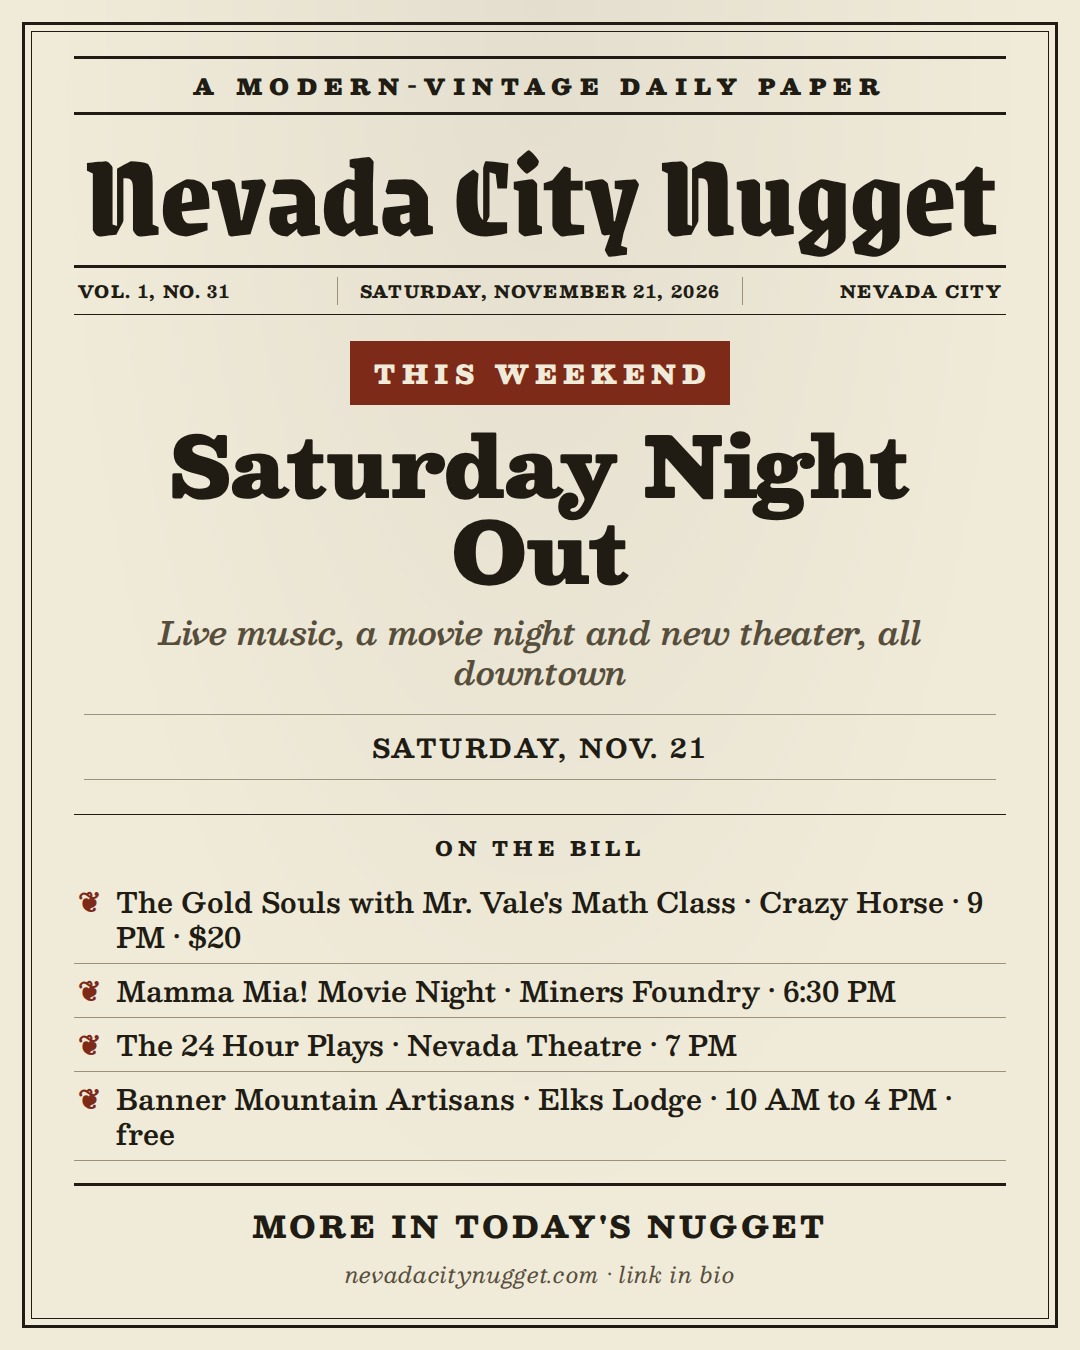 A MODERN-VINTAGE DAILY PAPER
Nevada City Nugget
VOL. 1, NO. 31 SATURDAY, NOVEMBER 21, 2026 NEVADA CITY
THIS WEEKEND
Saturday Night
Out
Live music, a movie night and new theater, all
downtown
SATURDAY, NOV. 21
ON THE BILL
❦ The Gold Souls with Mr. Vale's Math Class · Crazy Horse · 9
PM · $20
❦ Mamma Mia! Movie Night · Miners Foundry · 6:30 PM
❦ The 24 Hour Plays · Nevada Theatre · 7 PM
❦ Banner Mountain Artisans · Elks Lodge · 10 AM to 4 PM ·
free
MORE IN TODAY'S NUGGET
nevadacitynugget.com · link in bio